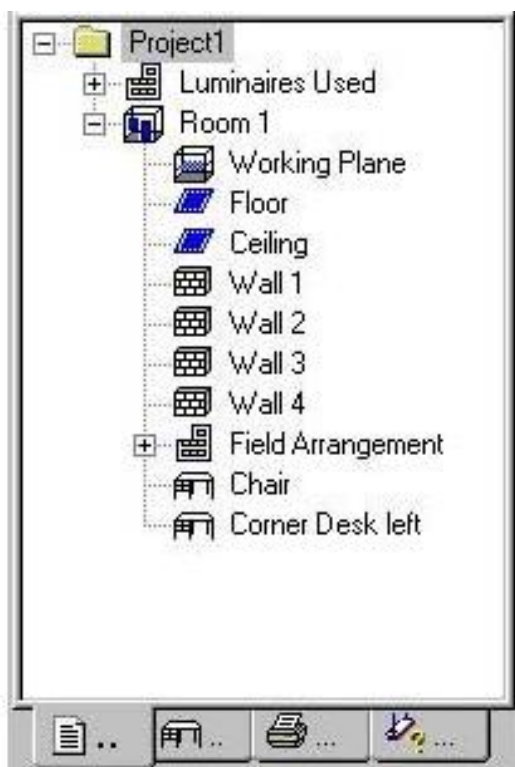 Project1
Luminaires Used
Room 1
Working Plane
Floor
Ceiling
Wall 1
Wall 2
Wall 3
Wall 4
Field Arrangement
Chair
Corner Desk left
.. .. ... ...